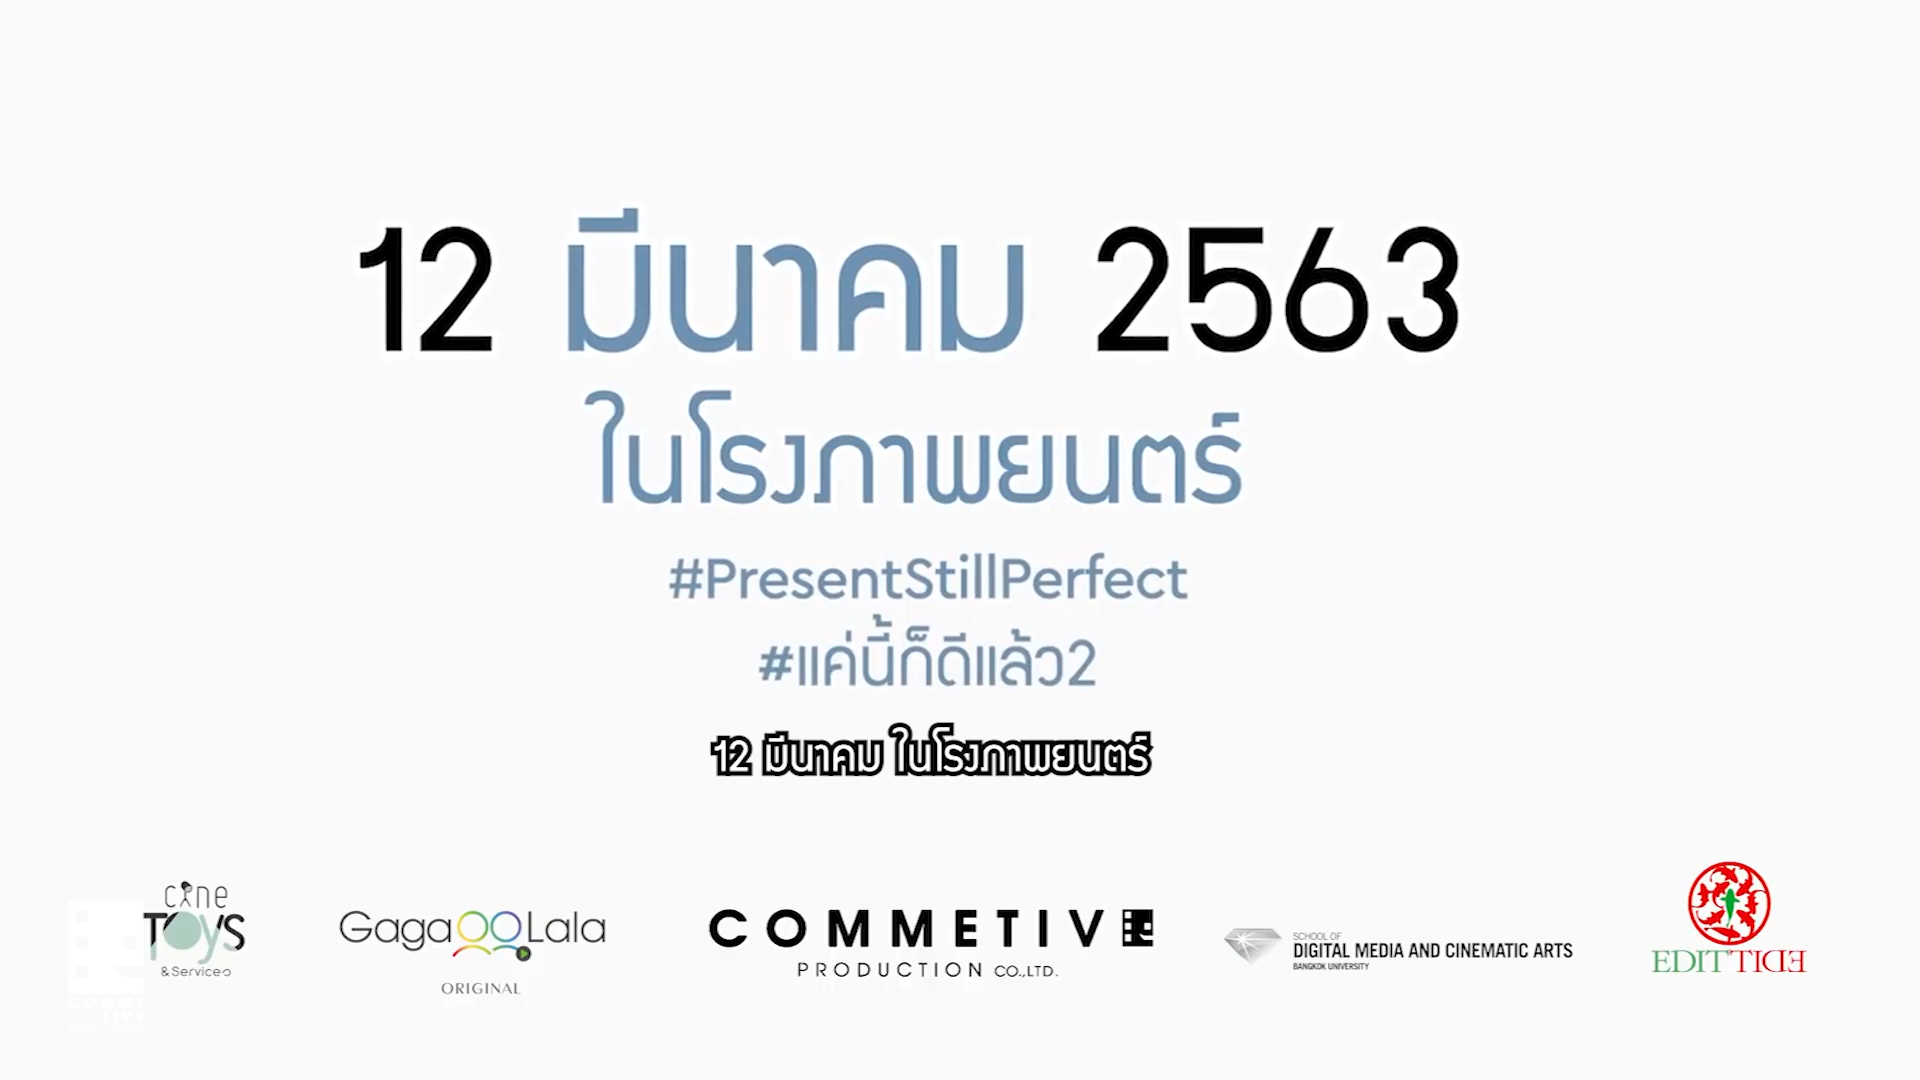 12 มีนาคม 2563
ในโรงภาพยนตร์
#PresentStillPerfect
#แค่นี้ก็ดีแล้ว2
12 มีนาคม ในโรงภาพยนตร์
cine
TOYS
& Services
GagaOOLala
ORIGINAL
COMMETIVE
PRODUCTION CO.,LTD.
SCHOOL OF
DIGITAL MEDIA AND CINEMATIC ARTS
BANGKOK UNIVERSITY
EDIT TIDE
COMME
TIVE